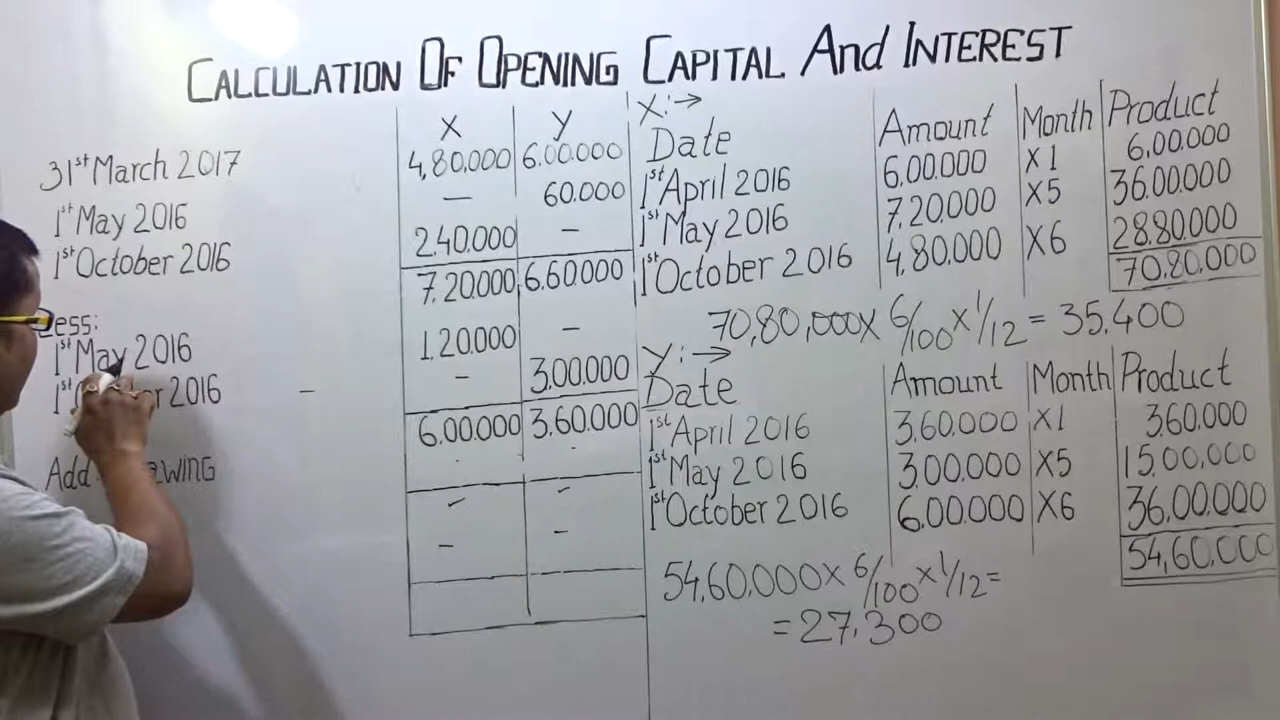 CALCULATION OF OPENING CAPITAL And INTEREST
X Y
31st March 2017 4,80,000 6,00,000
1st May 2016 — 60,000
1st October 2016 2,40,000 –
7,20,000 6,60,000
Less:
1st May 2016 1,20,000 –
1st 2016 – – 3,00,000
6,00,000 3,60,000
Add
– –
– –
X:→
Date Amount Month Product
1st April 2016 6,00,000 X1 6,00,000
1st May 2016 7,20,000 X5 36,00,000
1st October 2016 4,80,000 X6 28,80,000
70,80,000
70,80,000x 6/100 x 1/12 = 35,400
Y:→
Date Amount Month Product
1st April 2016 3,60,000 X1 360,000
1st May 2016 3,00,000 X5 15,00,000
1st October 2016 6,00,000 X6 36,00,000
54,60,000
54,60,000x 6/100 x 1/12 =
= 27,300